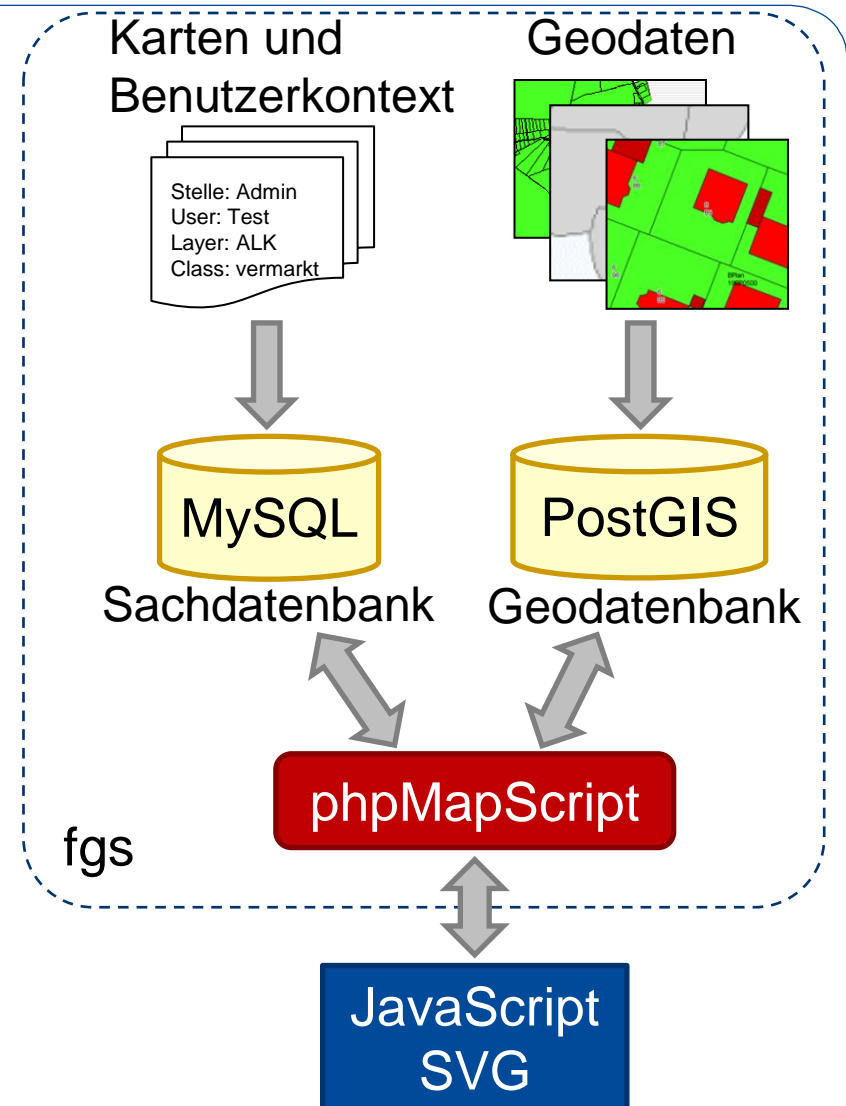 Karten und
Benutzerkontext
Geodaten
Stelle: Admin
User: Test
Layer: ALK
Class: vermarkt
BPlan
MySQL
PostGIS
Sachdatenbank
Geodatenbank
phpMapScript
fgs
JavaScript
SVG